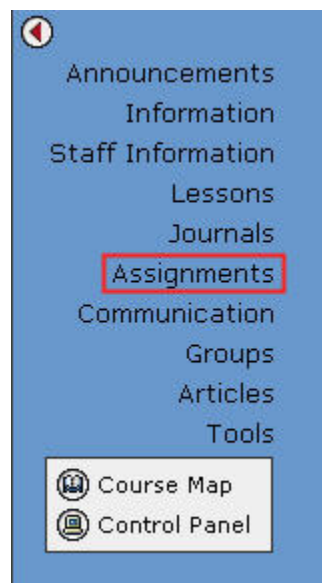 Announcements
Information
Staff Information
Lessons
Journals
Assignments
Communication
Groups
Articles
Tools
Course Map
Control Panel